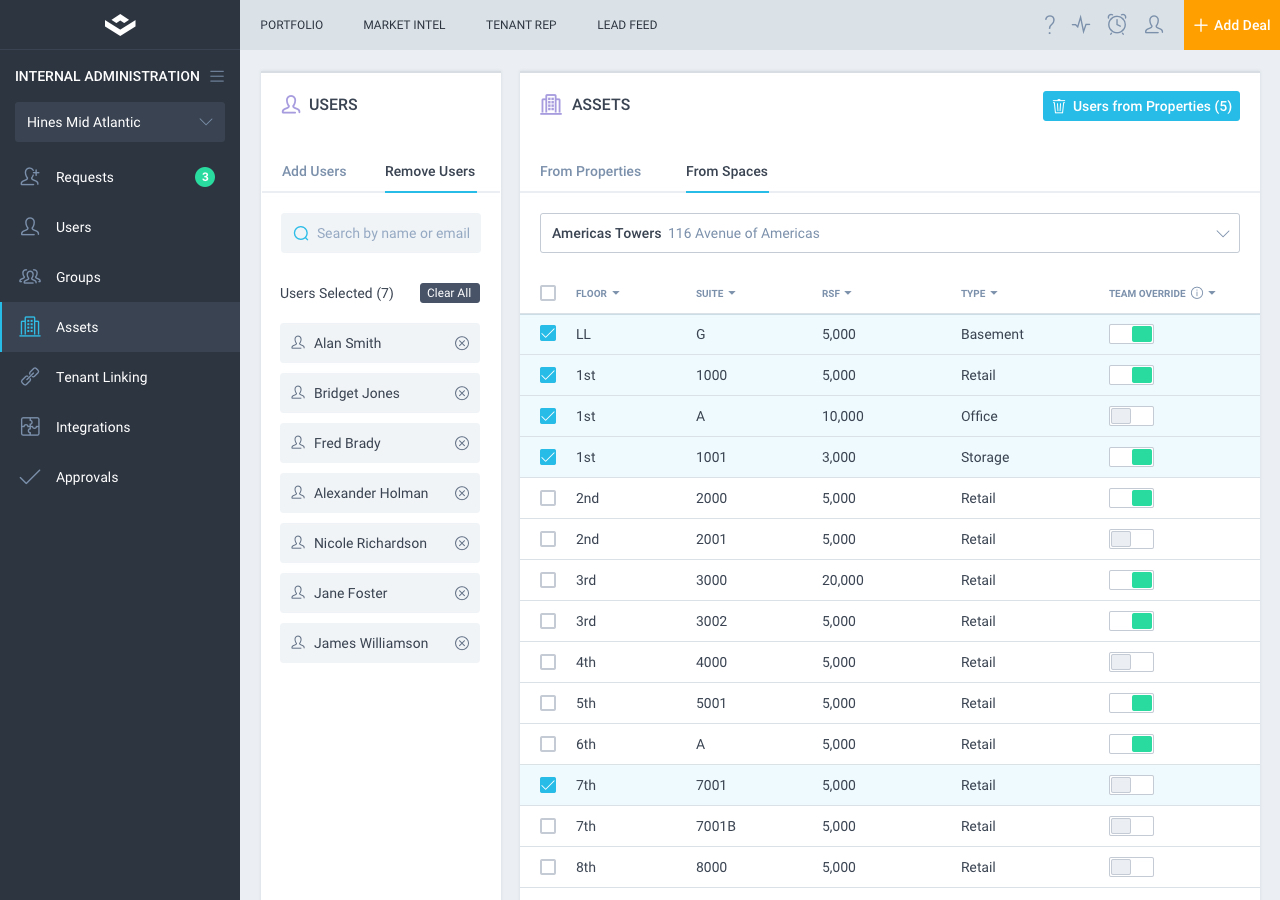 PORTFOLIO MARKET INTEL TENANT REP LEAD FEED
Add Deal
INTERNAL ADMINISTRATION
Hines Mid Atlantic
Requests 3
Users
Groups
Assets
Tenant Linking
Integrations
Approvals
USERS
Add Users Remove Users
Search by name or email
Users Selected (7) Clear All
Alan Smith
Bridget Jones
Fred Brady
Alexander Holman
Nicole Richardson
Jane Foster
James Williamson
ASSETS
Users from Properties (5)
From Properties From Spaces
Americas Towers 116 Avenue of Americas
FLOOR SUITE RSF TYPE TEAM OVERRIDE
LL G 5,000 Basement
1st 1000 5,000 Retail
1st A 10,000 Office
1st 1001 3,000 Storage
2nd 2000 5,000 Retail
2nd 2001 5,000 Retail
3rd 3000 20,000 Retail
3rd 3002 5,000 Retail
4th 4000 5,000 Retail
5th 5001 5,000 Retail
6th A 5,000 Retail
7th 7001 5,000 Retail
7th 7001B 5,000 Retail
8th 8000 5,000 Retail